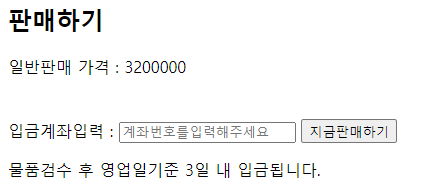 판매하기
일반판매 가격 : 3200000
입금계좌입력 : 계좌번호를입력해주세요 지금판매하기
물품검수 후 영업일기준 3일 내 입금됩니다.